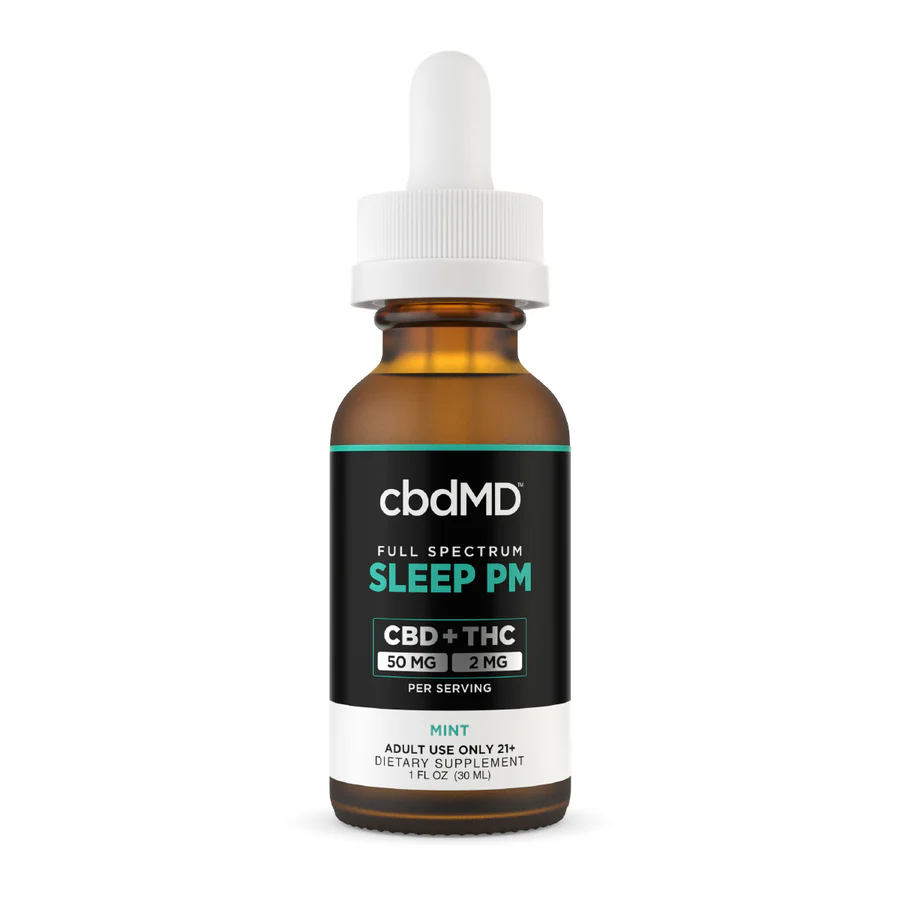 cbdMD™
FULL SPECTRUM
SLEEP PM
CBD + THC
50 MG 2 MG
PER SERVING
MINT
ADULT USE ONLY 21+
DIETARY SUPPLEMENT
1 FL OZ (30 ML)